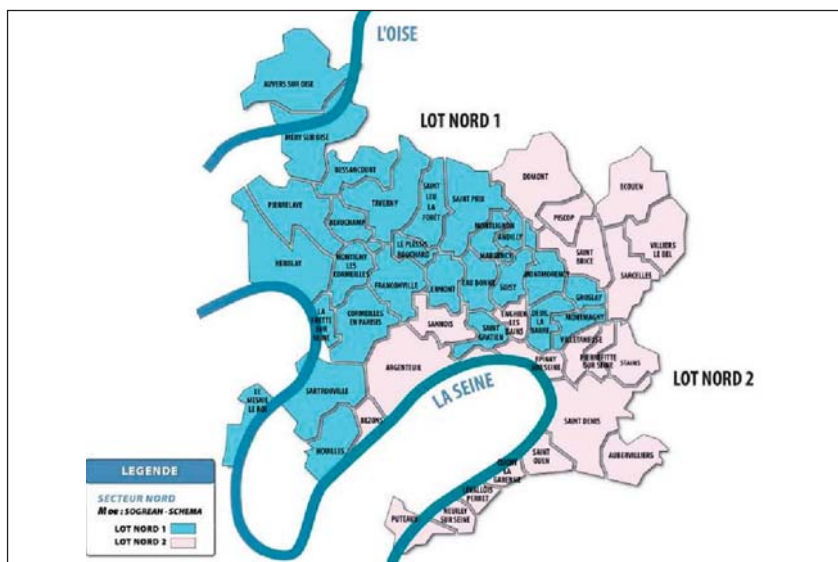 L'OISE
AUVERS SUR OISE
LOT NORD 1
MERY SUR OISE
BESSANCOURT
DOMONT
ECOUEN
TAVERNY
SAINT
LEU
LA
FORÊT
SAINT PRIX
PIERRELAYE
PISCOP
BEAUCHAMP
MONTLIGNON
ANDILLY
VILLIERS
LE BEL
LE PLESSIS
BOUCHARD
MARGENCY
SAINT
BRICE
HERBLAY
MONTIGNY
LES
CORMEILLES
MONTMORENCY
SARCELLES
FRANCONVILLE
ERMONT
EAU BONNE
SOISY
GROSLAY
LA
FRETTE
SUR
SEINE
CORMEILLES
EN PARISIS
SANNOIS
ENGHIEN
LES
BAINS
DEUIL
LA
BARRE
MONTMAGNY
SAINT
GRATIEN
VILLETANEUSE
ARGENTEUIL
EPINAY
SUR SEINE
PIERREFITTE
SUR SEINE
STAINS
LOT NORD 2
SARTROUVILLE
LE
MESNIL
LE ROI
LA SEINE
BEZONS
SAINT DENIS
HOUILLES
SAINT
OUEN
AUBERVILLIERS
LA
GARENNE
LEVALLOIS
PERRET
NEUILLY
SUR SEINE
PUTEAUX
LEGENDE
SECTEUR NORD
M DE : SOGREAH - SCHEMA
LOT NORD 1
LOT NORD 2